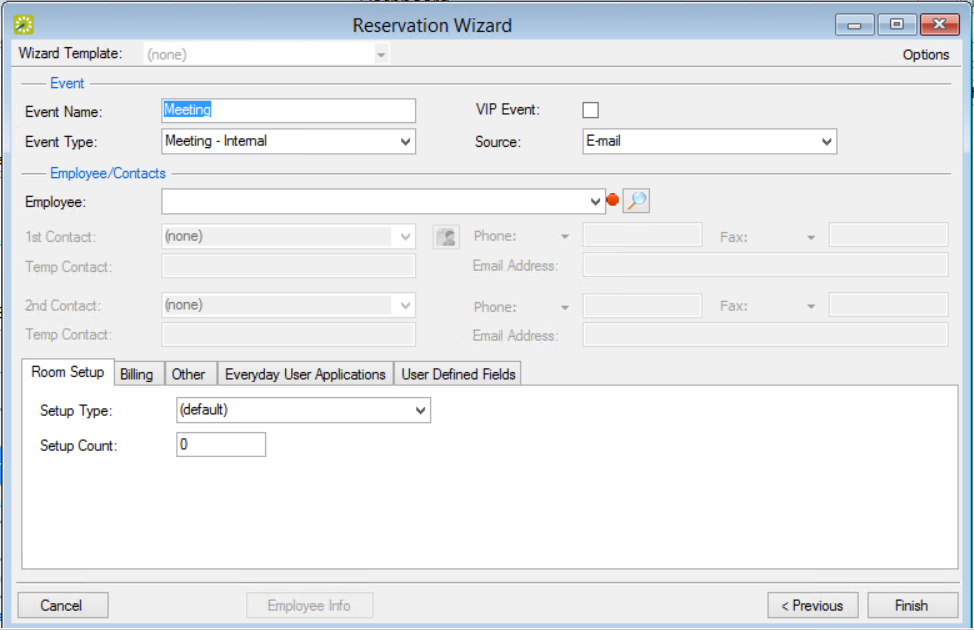 Reservation Wizard
Wizard Template: (none) Options
Event
Event Name: Meeting VIP Event:
Event Type: Meeting - Internal Source: E-mail
Employee/Contacts
Employee:
1st Contact: (none) Phone: Fax:
Temp Contact: Email Address:
2nd Contact: (none) Phone: Fax:
Temp Contact: Email Address:
Room Setup Billing Other Everyday User Applications User Defined Fields
Setup Type: (default)
Setup Count: 0
Cancel Employee Info < Previous Finish